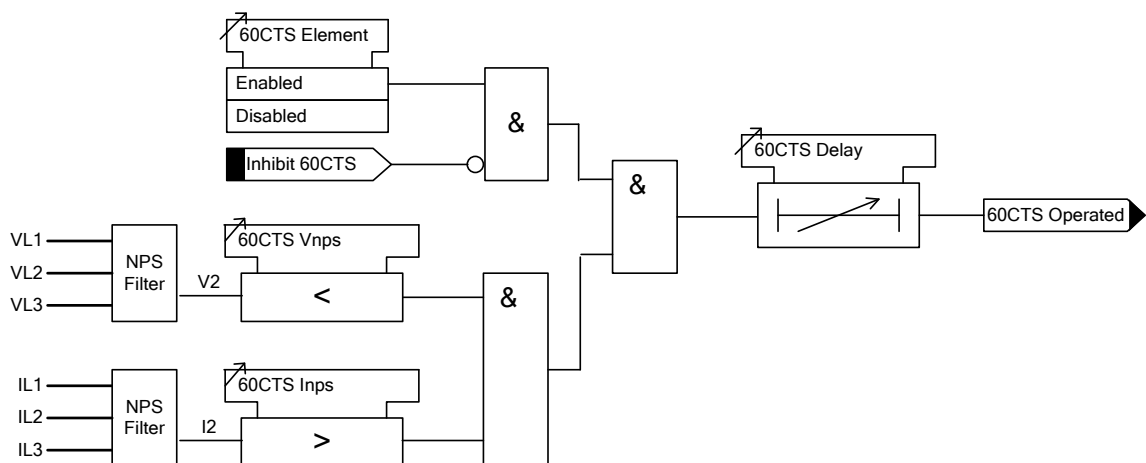 60CTS Element
Enabled
Disabled
&
Inhibit 60CTS
&
60CTS Delay
60CTS Operated
VL1
VL2
VL3
NPS
Filter
V2
60CTS Vnps
<
&
IL1
IL2
IL3
NPS
Filter
I2
60CTS Inps
>